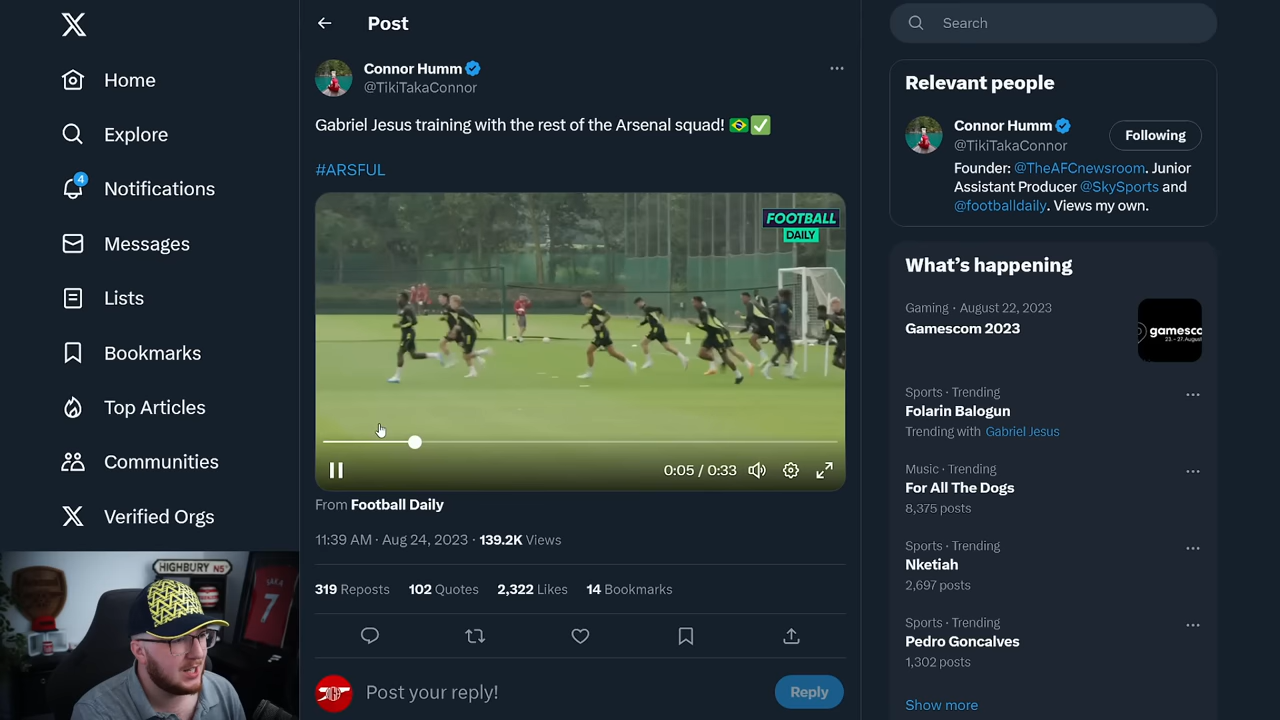 Home
Explore
4
Notifications
Messages
Lists
Bookmarks
Top Articles
Communities
Verified Orgs
HIGHBURY N5
SAKA
7
Post
Connor Humm
@TikiTakaConnor
Gabriel Jesus training with the rest of the Arsenal squad! 🇧🇷✅
#ARSFUL
FOOTBALL
DAILY
0:05 / 0:33
From Football Daily
11:39 AM · Aug 24, 2023 · 139.2K Views
319 Reposts 102 Quotes 2,322 Likes 14 Bookmarks
Post your reply!
Reply
Search
Relevant people
Connor Humm
@TikiTakaConnor
Following
Founder: @TheAFCnewsroom. Junior
Assistant Producer @SkySports and
@footballdaily. Views my own.
What's happening
Gaming · August 22, 2023
Gamescom 2023
gamesco
23. – 27. August
Sports · Trending
Folarin Balogun
Trending with Gabriel Jesus
Music · Trending
For All The Dogs
8,375 posts
Sports · Trending
Nketiah
2,697 posts
Sports · Trending
Pedro Goncalves
1,302 posts
Show more